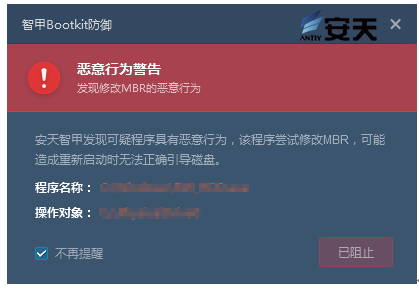 智甲Bootkit防御
ANTIY 安天
恶意行为警告
发现修改MBR的恶意行为
安天智甲发现可疑程序具有恶意行为，该程序尝试修改MBR，可能
造成重新启动时无法正确引导磁盘。
程序名称：
操作对象：
不再提醒
已阻止